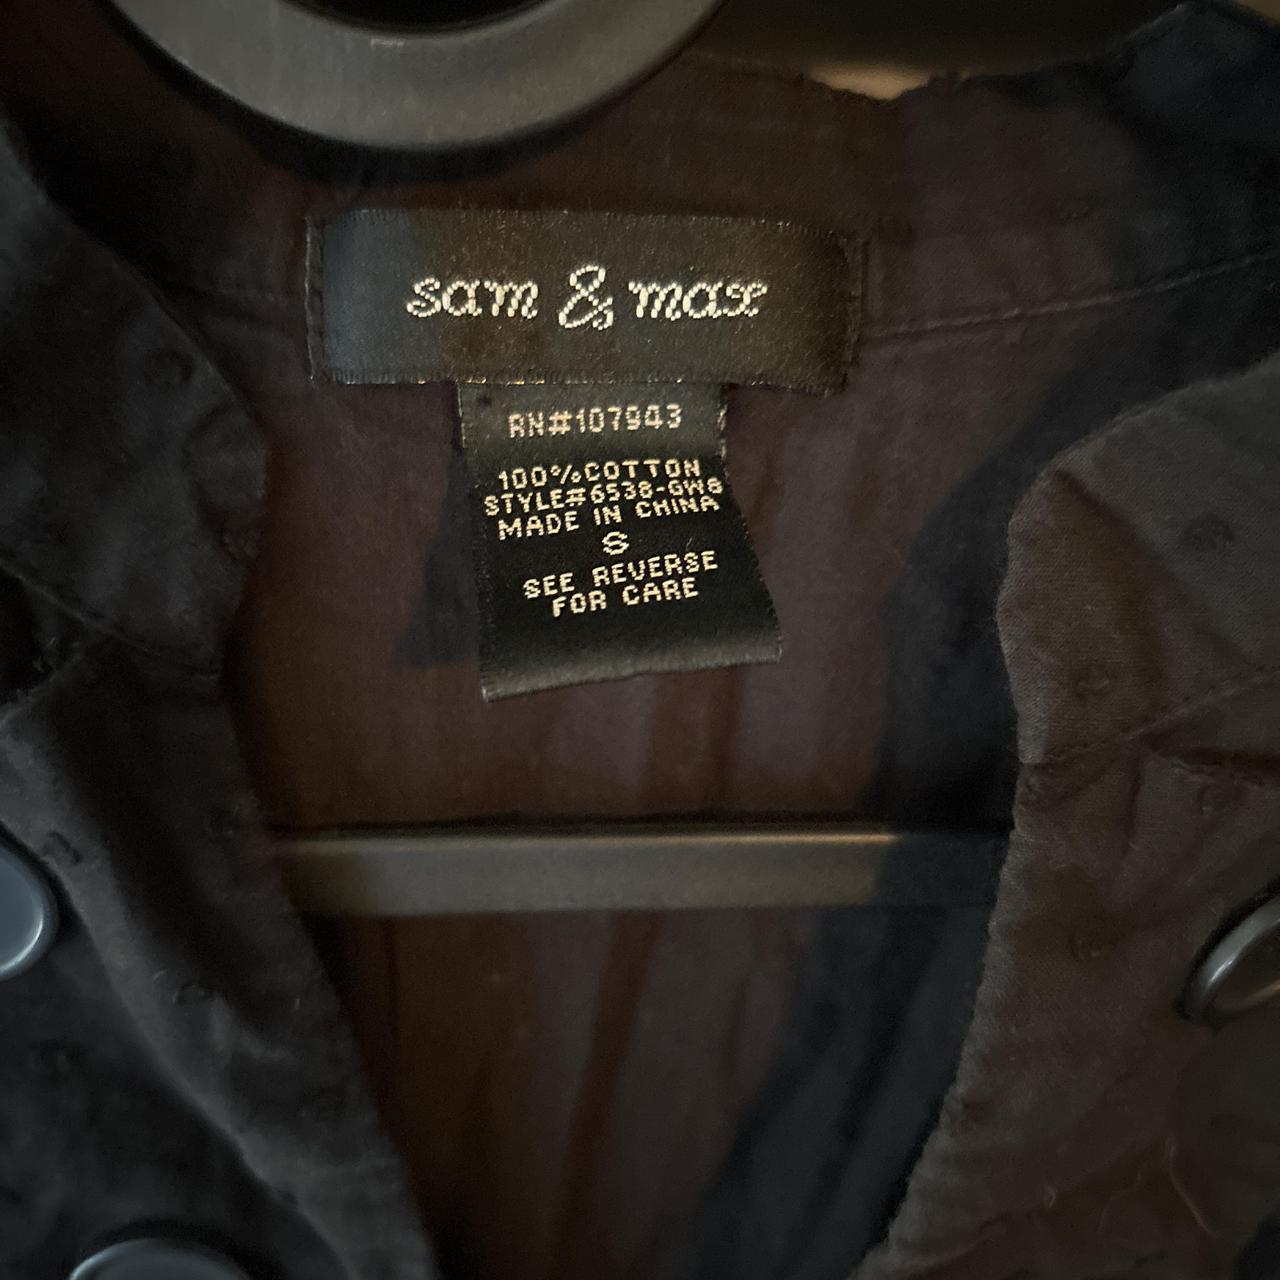 sam & max
RN#107943
100%COTTON
STYLE#6538-GW8
MADE IN CHINA
S
SEE REVERSE
FOR CARE